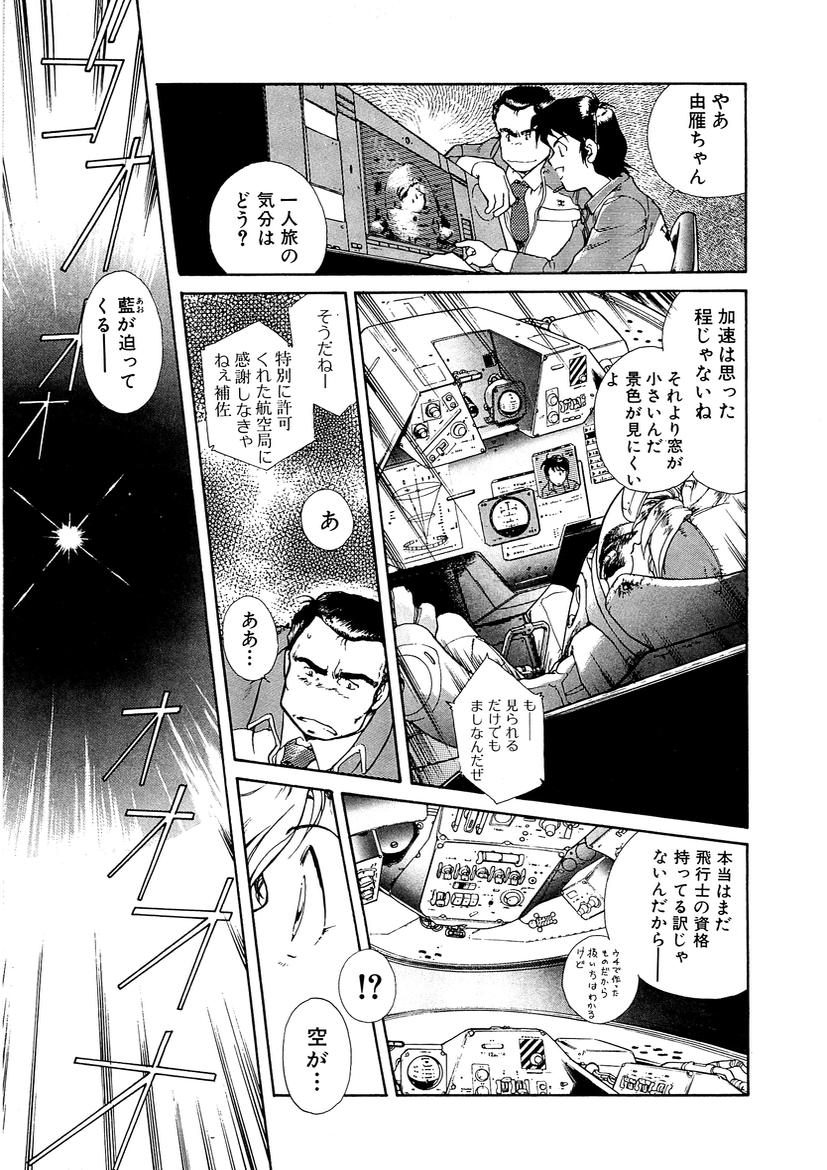 やあ
由雁ちゃん
一人旅の
気分は
どう?
加速は思った
程じゃないね
それより窓が
小さいんだ
景色が見にくい
よ
も――
見られる
だけでも
ましなんだぜ
そうだねー
特別に許可
くれた航空局に
感謝しなきゃ
ねぇ補佐
あ
ああ…
本当はまだ
飛行士の資格
持ってる訳じゃ
ないんだから――
ウチで作った
ものだから
扱いちはわかる
けど
!?
空が…
ゴオオオ
藍が迫って
あお
くる――
オオオオオ